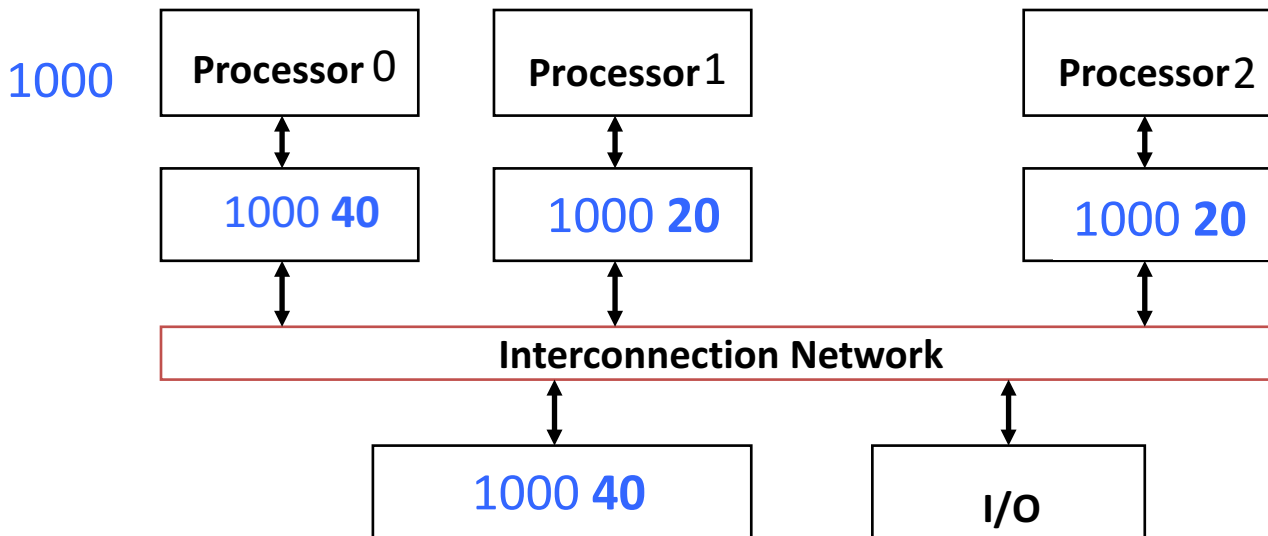 1000
Processor 0
Processor 1
Processor 2
1000 40
1000 20
1000 20
Interconnection Network
1000 40
I/O